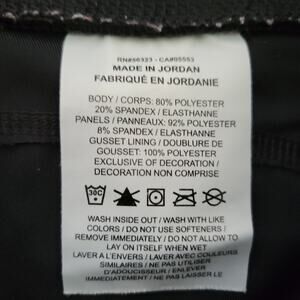 RN#56323 - CA#05553
MADE IN JORDAN
FABRIQUÉ EN JORDANIE
BODY / CORPS: 80% POLYESTER
20% SPANDEX / ELASTHANNE
PANELS / PANNEAUX: 92% POLYESTER
8% SPANDEX / ELASTHANNE
GUSSET LINING / DOUBLURE DE
GOUSSET: 100% POLYESTER
EXCLUSIVE OF DECORATION /
DECORATION NON COMPRISE
30C
WASH INSIDE OUT / WASH WITH LIKE
COLORS / DO NOT USE SOFTENERS /
REMOVE IMMEDIATELY / DO NOT ALLOW TO
LAY ON ITSELF WHEN WET
LAVER À L'ENVERS / LAVER AVEC COULEURS
SIMILAIRES / NE PAS UTILISER
D'ADOUCISSEUR / ENLEVER
IMMÉDIATEMENT / NE PAS LAISSER LE